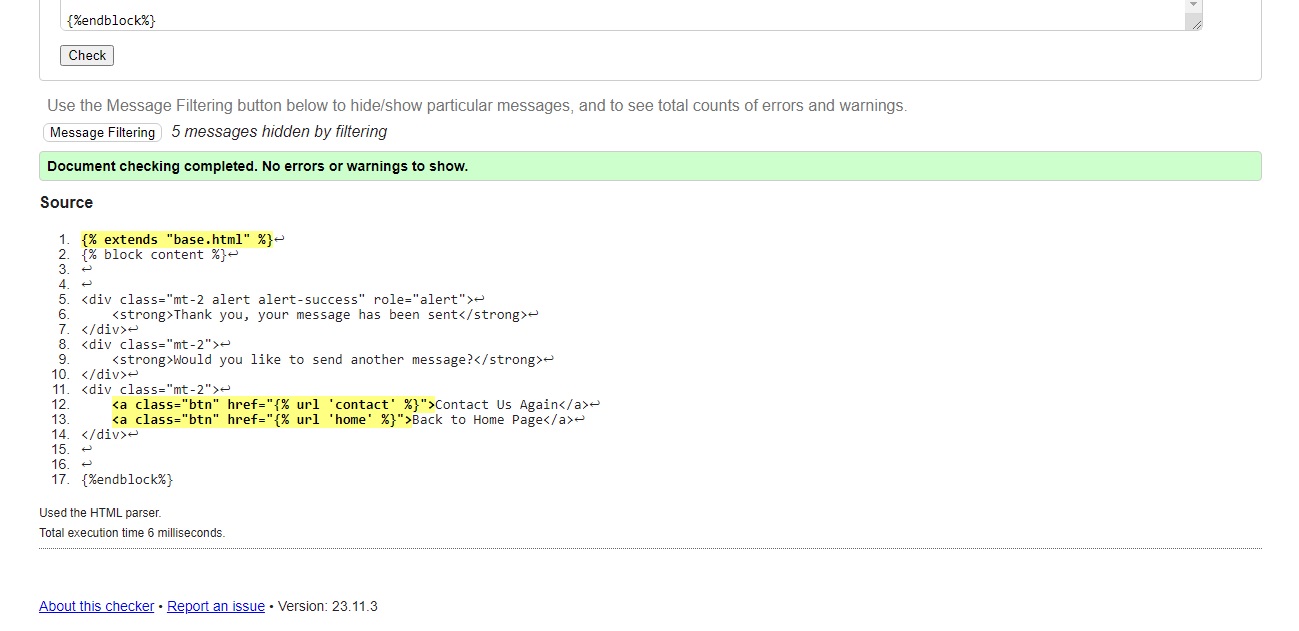 {%endblock%}
Check
Use the Message Filtering button below to hide/show particular messages, and to see total counts of errors and warnings.
Message Filtering 5 messages hidden by filtering
Document checking completed. No errors or warnings to show.
Source
1. {% extends "base.html" %}↩
2. {% block content %}↩
3. ↩
4. ↩
5. <div class="mt-2 alert alert-success" role="alert">↩
6.     <strong>Thank you, your message has been sent</strong>↩
7. </div>↩
8. <div class="mt-2">↩
9.     <strong>Would you like to send another message?</strong>↩
10. </div>↩
11. <div class="mt-2">↩
12.     <a class="btn" href="{% url 'contact' %}">Contact Us Again</a>↩
13.     <a class="btn" href="{% url 'home' %}">Back to Home Page</a>↩
14. </div>↩
15. ↩
16. ↩
17. {%endblock%}
Used the HTML parser.
Total execution time 6 milliseconds.
About this checker • Report an issue • Version: 23.11.3